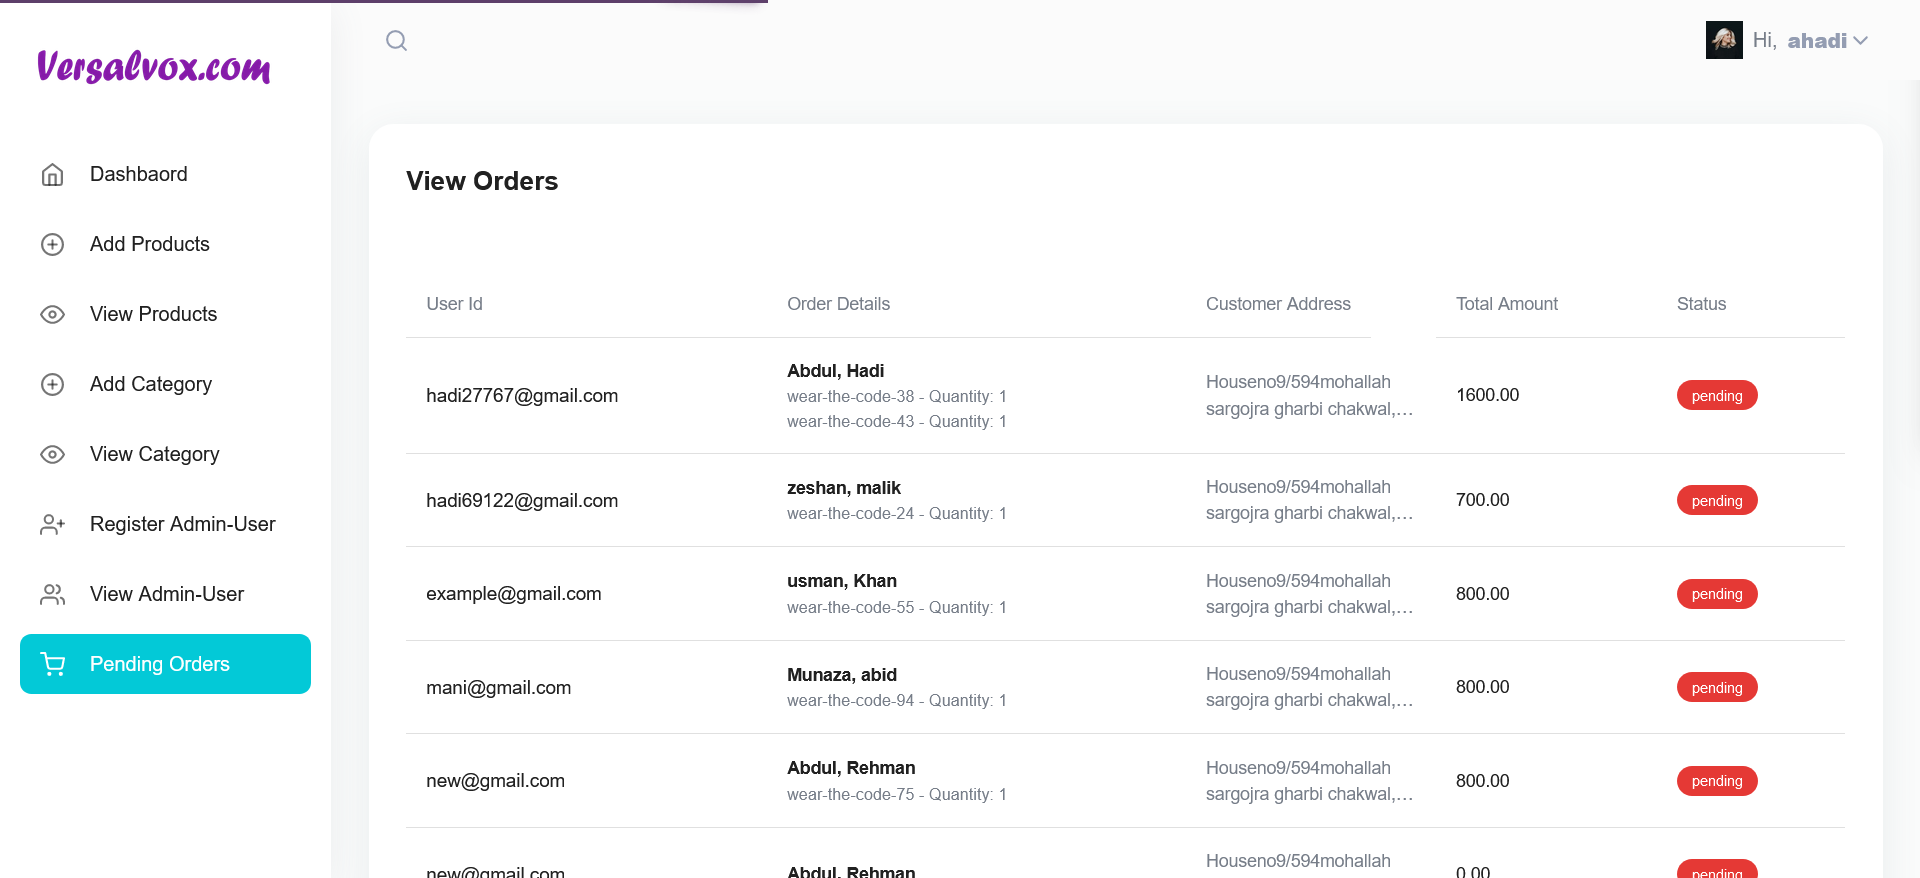 Versalvox.com
Hi, ahadi
Dashbaord
Add Products
View Products
Add Category
View Category
Register Admin-User
View Admin-User
Pending Orders
View Orders
User Id Order Details Customer Address Total Amount Status
Abdul, Hadi
hadi27767@gmail.com wear-the-code-38 - Quantity: 1 Houseno9/594mohallah 1600.00 pending
wear-the-code-43 - Quantity: 1 sargojra gharbi chakwal,…
zeshan, malik Houseno9/594mohallah
hadi69122@gmail.com 700.00 pending
wear-the-code-24 - Quantity: 1 sargojra gharbi chakwal,…
usman, Khan Houseno9/594mohallah
example@gmail.com 800.00 pending
wear-the-code-55 - Quantity: 1 sargojra gharbi chakwal,…
Munaza, abid Houseno9/594mohallah
mani@gmail.com 800.00 pending
wear-the-code-94 - Quantity: 1 sargojra gharbi chakwal,…
Abdul, Rehman Houseno9/594mohallah
new@gmail.com 800.00 pending
wear-the-code-75 - Quantity: 1 sargojra gharbi chakwal,…
Houseno9/594mohallah
new@gmail.com Abdul, Rehman 0.00 pending